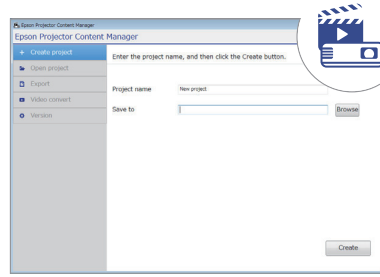 Epson Projector Content Manager
Epson Projector Content Manager
+ Create project
Enter the project name, and then click the Create button.
Open project
Export
Project name New project
Video convert
Save to Browse
Version
Create